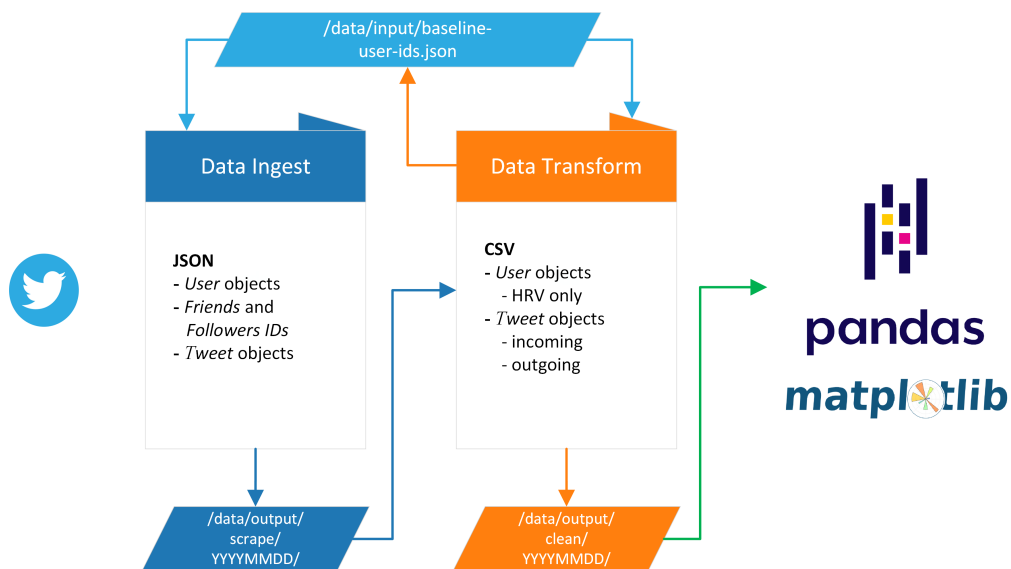 /data/input/baseline-
user-ids.json
Data Ingest
JSON
- User objects
- Friends and
Followers IDs
- Tweet objects
/data/output/
scrape/
YYYYMMDD/
Data Transform
CSV
- User objects
- HRV only
- Tweet objects
- incoming
- outgoing
/data/output/
clean/
YYYYMMDD/
pandas
matplotlib